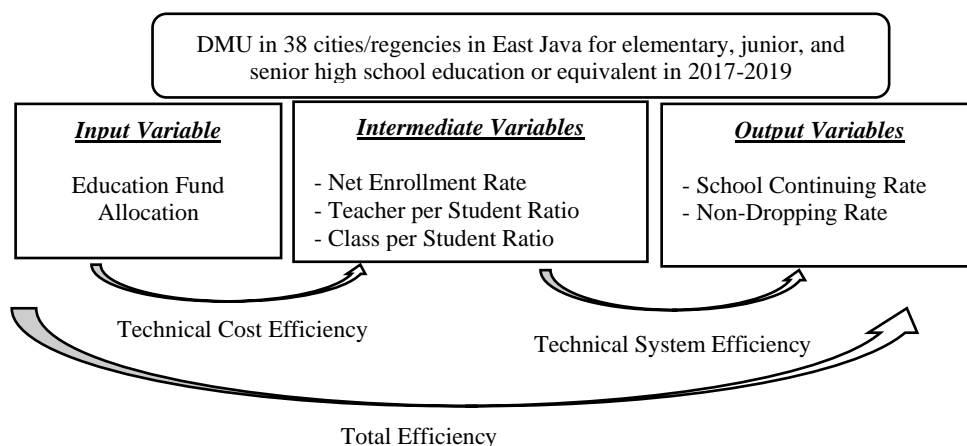 DMU in 38 cities/regencies in East Java for elementary, junior, and
senior high school education or equivalent in 2017-2019
Input Variable
Education Fund
Allocation
Intermediate Variables
- Net Enrollment Rate
- Teacher per Student Ratio
- Class per Student Ratio
Output Variables
- School Continuing Rate
- Non-Dropping Rate
Technical Cost Efficiency
Technical System Efficiency
Total Efficiency